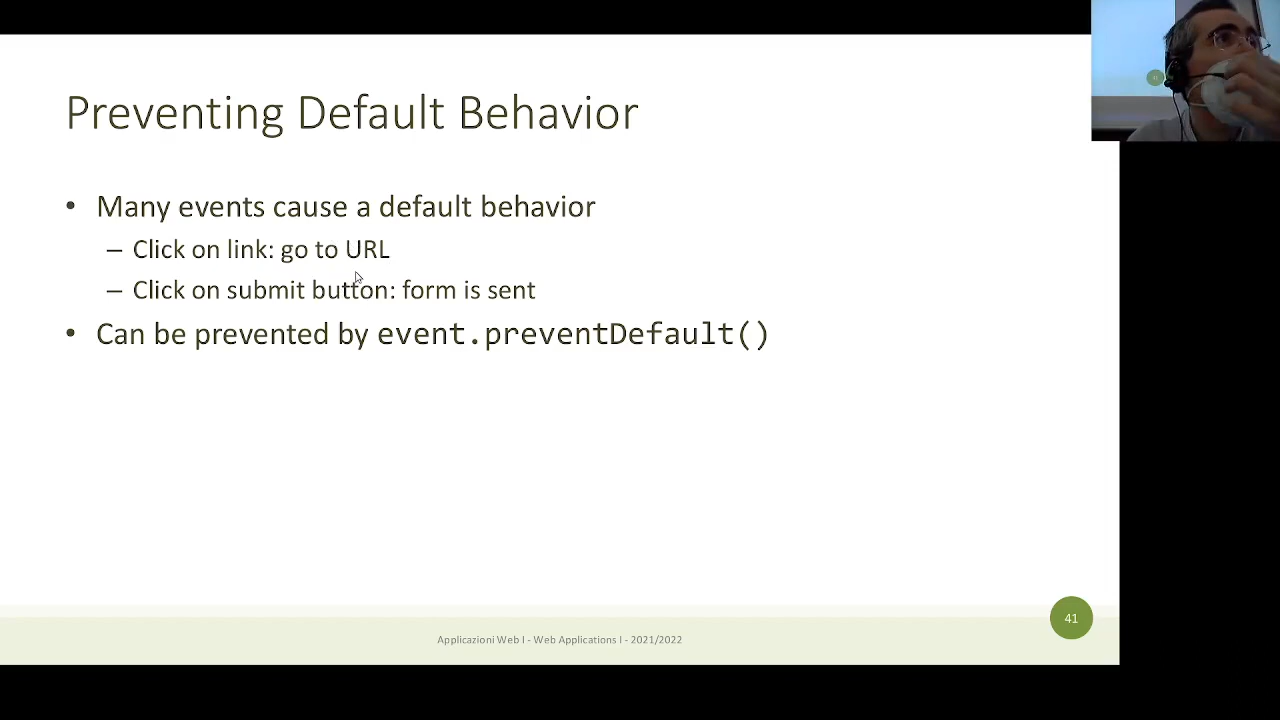 Preventing Default Behavior
• Many events cause a default behavior
– Click on link: go to URL
– Click on submit button: form is sent
• Can be prevented by event.preventDefault()
Applicazioni Web I - Web Applications I - 2021/2022
41